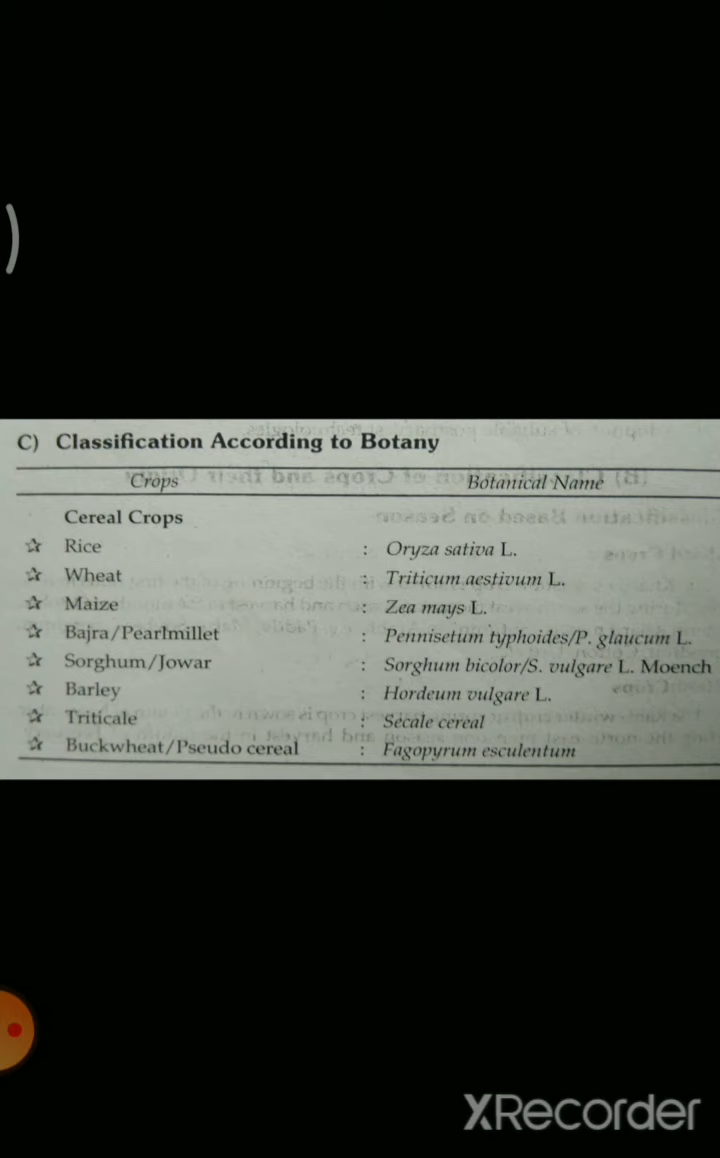 C) Classification According to Botany
Crops Botanical Name
Cereal Crops
☆ Rice : Oryza sativa L.
☆ Wheat : Triticum aestivum L.
☆ Maize : Zea mays L.
☆ Bajra/Pearlmillet : Pennisetum typhoides/P. glaucum L.
☆ Sorghum/Jowar : Sorghum bicolor/S. vulgare L. Moench
☆ Barley : Hordeum vulgare L.
☆ Triticale : Secale cereal
☆ Buckwheat/Pseudo cereal : Fagopyrum esculentum
XRecorder